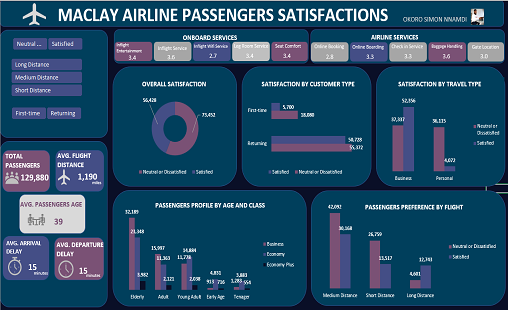 MACLAY AIRLINE PASSENGERS SATISFACTIONS
OKORO SIMON NNAMDI
Neutral ... Satisfied
Long Distance
Medium Distance
Short Distance
First-time Returning
ONBOARD SERVICES
Inflight Entertainment
3.4
Inflight Service
3.6
Inflight Wifi Service
2.7
Leg Room Service
3.4
Seat Comfort
3.4
AIRLINE SERVICES
Online Booking
2.8
Online Boarding
3.3
Check in Service
3.3
Baggage Handling
3.6
Gate Location
3.0
TOTAL
PASSENGERS
129,880
AVG. FLIGHT
DISTANCE
1,190
miles
AVG. PASSENGERS AGE
39
AVG. ARRIVAL
DELAY
15
minutes
AVG. DEPARTURE
DELAY
15
minutes
OVERALL SATISFACTION
56,428
73,452
Neutral or Dissatisfied Satisfied
SATISFACTION BY CUSTOMER TYPE
First-time
5,700
18,080
Returning
50,728
55,372
Satisfied Neutral or Dissatisfied
SATISFACTION BY TRAVEL TYPE
37,337
52,356
36,115
4,072
Business Personal
Neutral or
Dissatisfied
Satisfied
PASSENGERS PROFILE BY AGE AND CLASS
32,189
23,348
3,982
15,997
11,363
2,121
11,778
14,884
2,038
913
4,831
716
1,283
3,881
554
Elderly Adult Young Adult Early Age Tenager
Business
Economy
Economy Plus
PASSENGERS PREFERENCE BY FLIGHT
42,092
30,168
26,759
13,517
4,601
12,743
Medium Distance Short Distance Long Distance
Neutral or Dissatisfied
Satisfied